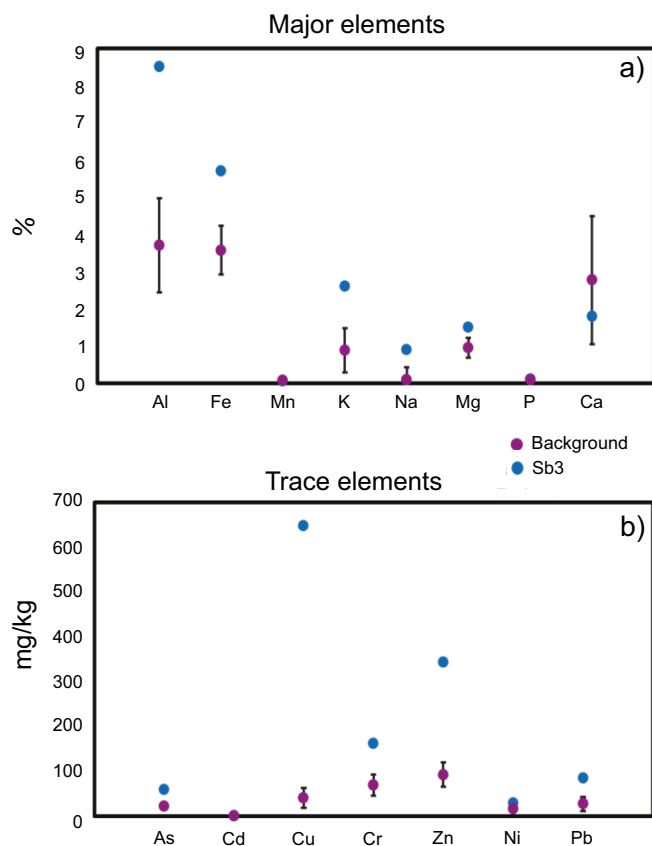 Major elements
a)
9
8
7
6
5
4
3
2
1
0
%
Al Fe Mn K Na Mg P Ca
Background
Sb3
Trace elements
b)
700
600
500
400
300
200
100
0
mg/kg
As Cd Cu Cr Zn Ni Pb